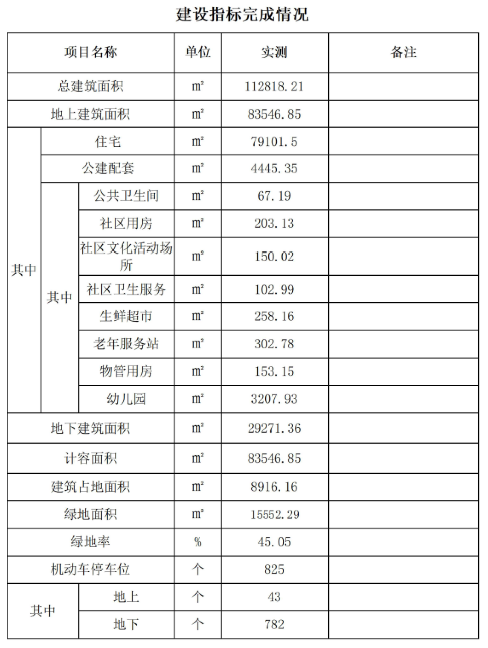 建设指标完成情况
项目名称 单位 实测 备注
总建筑面积 ㎡ 112818.21
地上建筑面积 ㎡ 83546.85
其中
住宅 ㎡ 79101.5
公建配套 ㎡ 4445.35
其中
公共卫生间 ㎡ 67.19
社区用房 ㎡ 203.13
社区文化活动场
所 ㎡ 150.02
社区卫生服务 ㎡ 102.99
生鲜超市 ㎡ 258.16
老年服务站 ㎡ 302.78
物管用房 ㎡ 153.15
幼儿园 ㎡ 3207.93
地下建筑面积 ㎡ 29271.36
计容面积 ㎡ 83546.85
建筑占地面积 ㎡ 8916.16
绿地面积 ㎡ 15552.29
绿地率 % 45.05
机动车停车位 个 825
其中
地上 个 43
地下 个 782